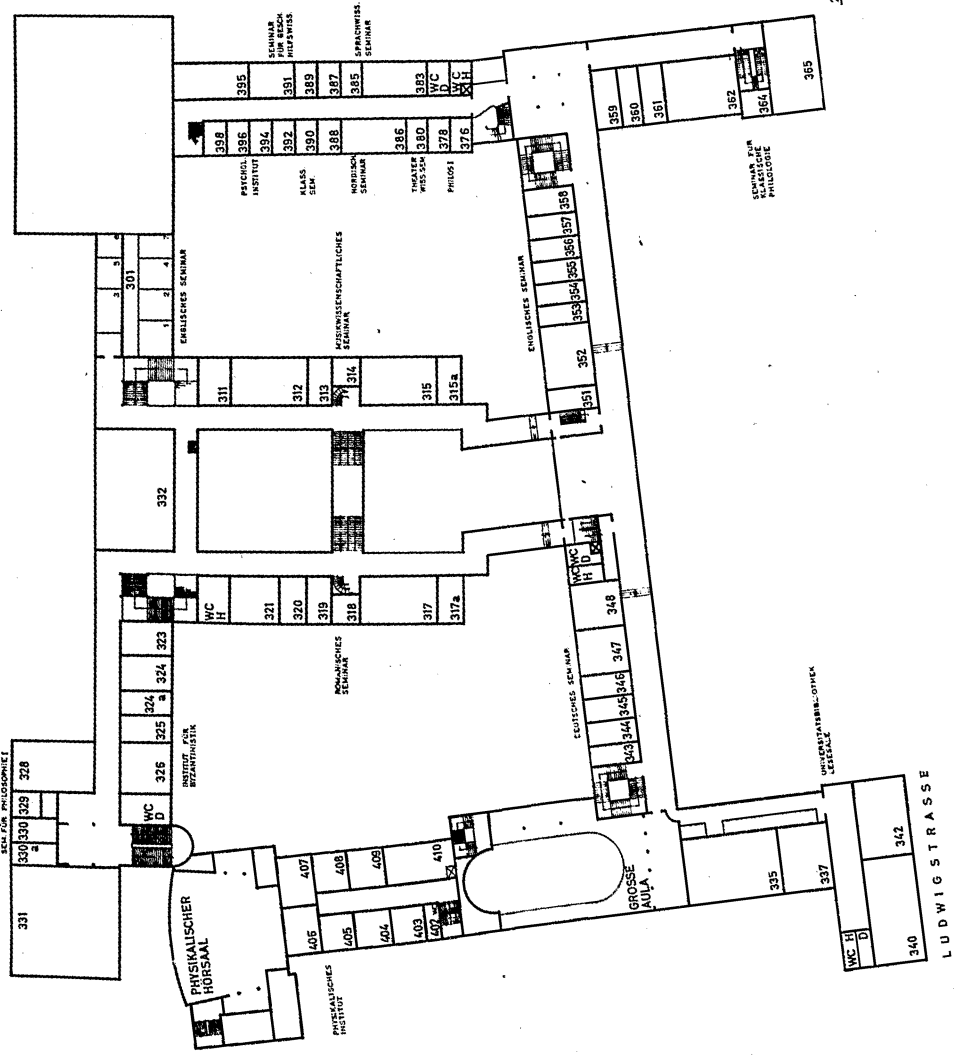 SEMINAR
FÜR GESCH.
HILFSWISS.
SPRACHWISS.
SEMINAR
395
391
389
387
385
383
WC
D
WC
H
398
396
394
392
390
388
386
380
378
376
PSYCHOL.
INSTITUT
KLASS.
SEM.
NORDISCH.
SEMINAR
THEATER
WISS.SEM.
PHILOS I
359
360
361
362
364
365
SEMINAR FÜR
KLASSISCHE
PHILOLOGIE
6
5
3
301
7
4
2
1
ENGLISCHES SEMINAR
MUSIKWISSENSCHAFTLICHES
SEMINAR
311
312
313
314
315
315a
ENGLISCHES SEMINAR
358
357
356
355
354
353
352
351
332
WC
H
321
320
319
318
317
317a
ROMANISCHES
SEMINAR
WC
H
WC
D
348
347
346
345
344
343
DEUTSCHES SEMINAR
323
324
324
a
325
326
WC
D
INSTITUT FÜR
BYZANTINISTIK
SEM. FÜR PHILOSOPHIE I
328
329
330
330
a
331
PHYSIKALISCHER
HÖRSAAL
407
408
409
410
406
405
404
403
402
PHYSIKALISCHES
INSTITUT
GROSSE
AULA
335
337
UNIVERSITÄTSBIBLIOTHEK
LESESÄLE
342
340
WC H
D
LUDWIGSTRASSE